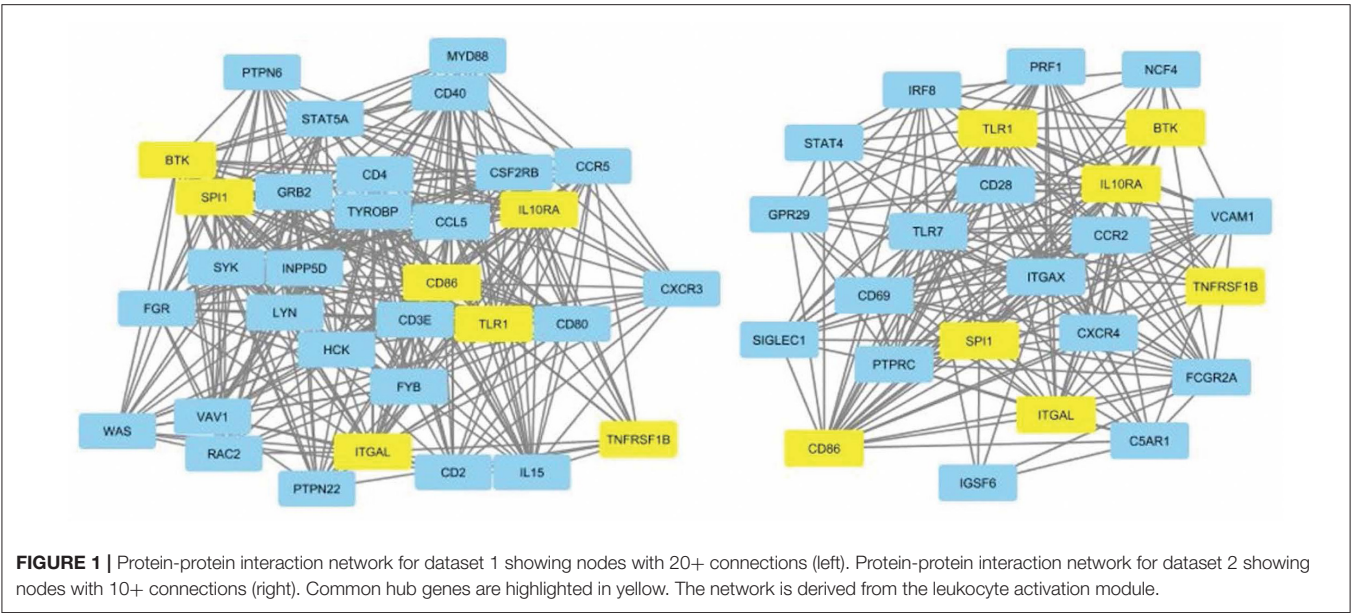 PTPN6
MYD88
CD40
STAT5A
BTK
CD4
CSF2RB
CCR5
SPI1
GRB2
TYROBP
CCL5
IL10RA
SYK
INPP5D
CD86
CXCR3
FGR
LYN
CD3E
TLR1
CD80
HCK
FYB
VAV1
WAS
RAC2
ITGAL
TNFRSF1B
PTPN22
CD2
IL15
PRF1
NCF4
IRF8
TLR1
BTK
STAT4
CD28
IL10RA
GPR29
TLR7
CCR2
VCAM1
ITGAX
TNFRSF1B
CD69
SIGLEC1
SPI1
CXCR4
PTPRC
FCGR2A
ITGAL
CD86
C5AR1
IGSF6
FIGURE 1 | Protein-protein interaction network for dataset 1 showing nodes with 20+ connections (left). Protein-protein interaction network for dataset 2 showing
nodes with 10+ connections (right). Common hub genes are highlighted in yellow. The network is derived from the leukocyte activation module.